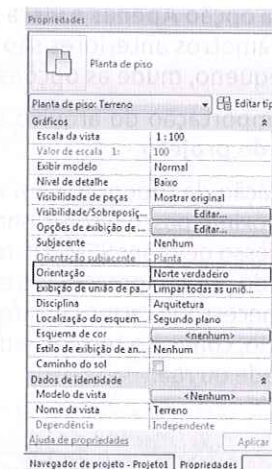 Propriedades
Planta de piso
Planta de piso: Terreno Editar tip
Gráficos
Escala da vista 1 : 100
Valor de escala 1: 100
Exibir modelo Normal
Nível de detalhe Baixo
Visibilidade de peças Mostrar original
Visibilidade/Sobreposiç... Editar...
Opções de exibição de ... Editar...
Subjacente Nenhum
Orientação subjacente Planta
Orientação Norte verdadeiro
Exibição de união de pa... Limpar todas as uniõ...
Disciplina Arquitetura
Localização do esquem... Segundo plano
Esquema de cor <nenhum>
Estilo de exibição de an... Nenhum
Caminho do sol
Dados de identidade
Modelo de vista <Nenhum>
Nome da vista Terreno
Dependência Independente
Ajuda de propriedades Aplicar
Navegador de projeto - Projeto1 Propriedades